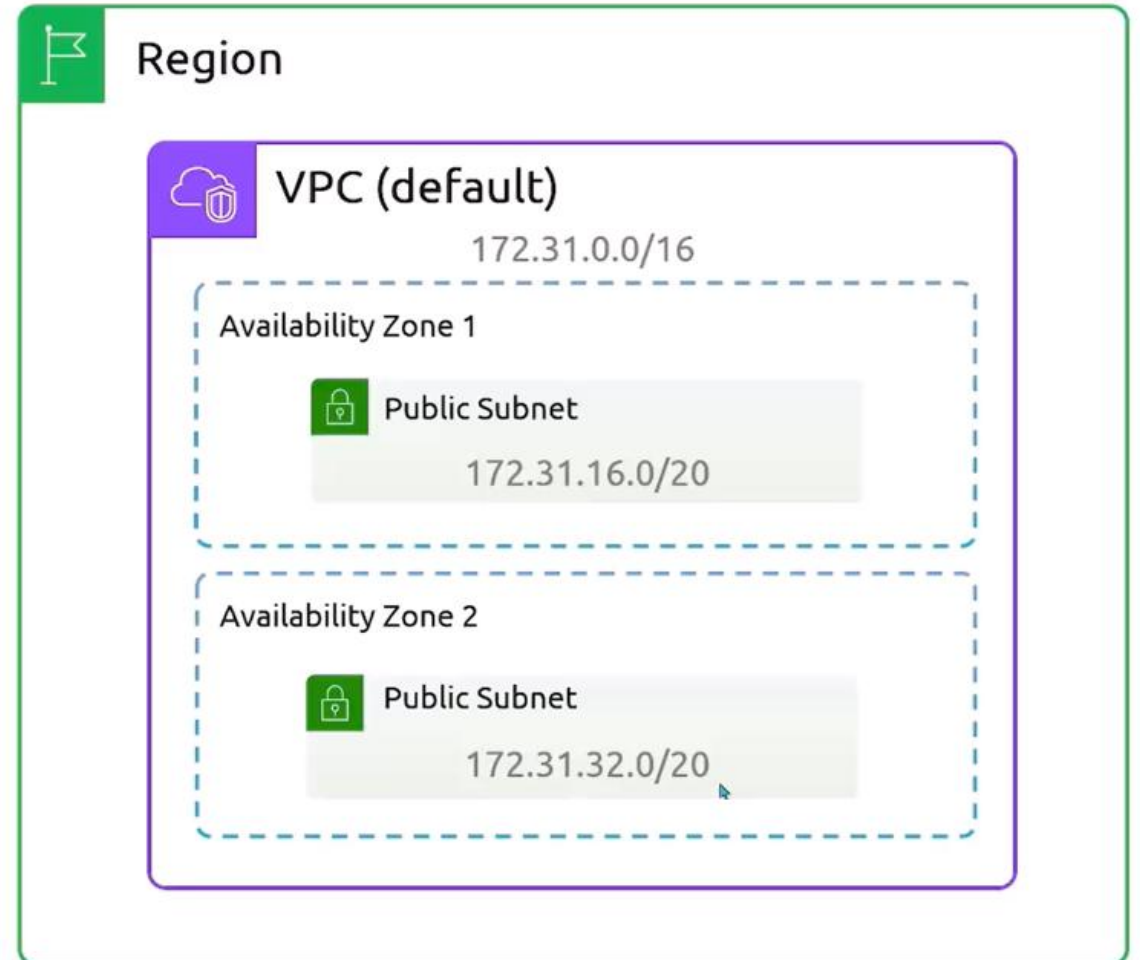 Region
VPC (default)
172.31.0.0/16
Availability Zone 1
Public Subnet
172.31.16.0/20
Availability Zone 2
Public Subnet
172.31.32.0/20